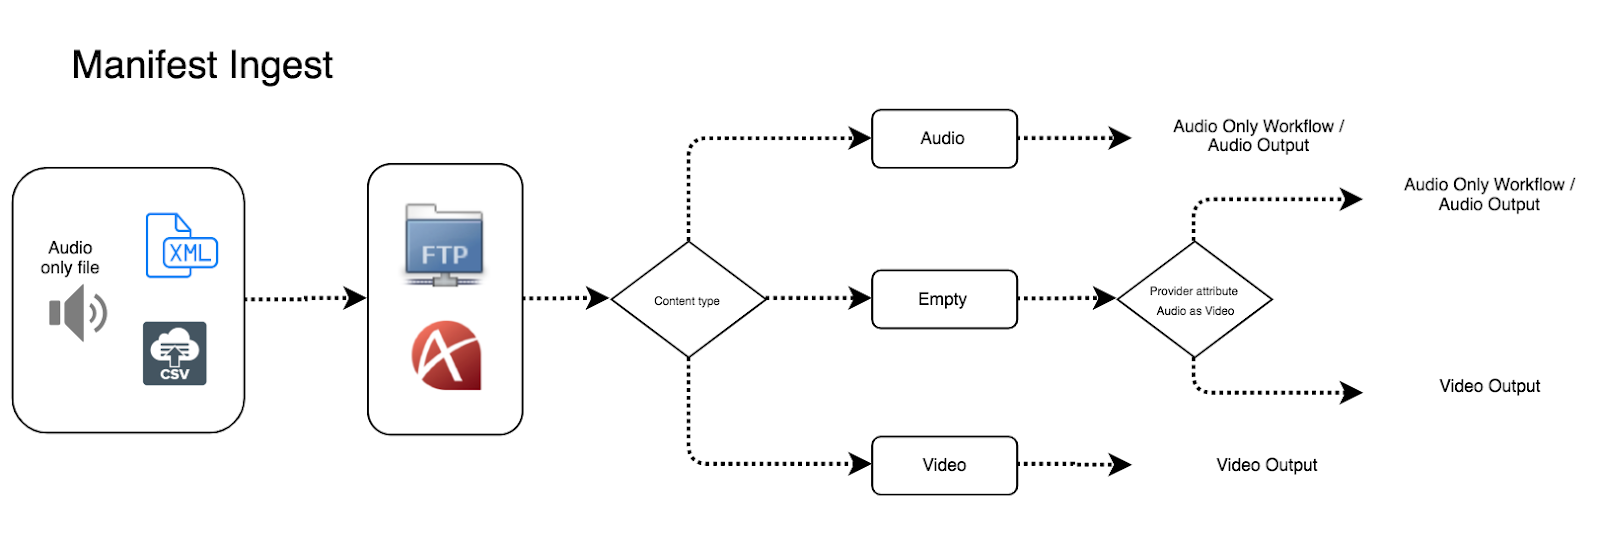 Manifest Ingest
Audio
only file
XML
CSV
FTP
Content type
Audio
Audio Only Workflow /
Audio Output
Empty
Provider attribute
Audio as Video
Audio Only Workflow /
Audio Output
Video Output
Video
Video Output